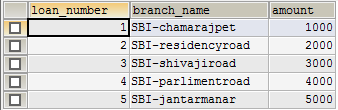 loan_number branch_name amount
1 SBI-chamarajpet 1000
2 SBI-residencyroad 2000
3 SBI-shivajiroad 3000
4 SBI-parlimentroad 4000
5 SBI-jantarmanar 5000